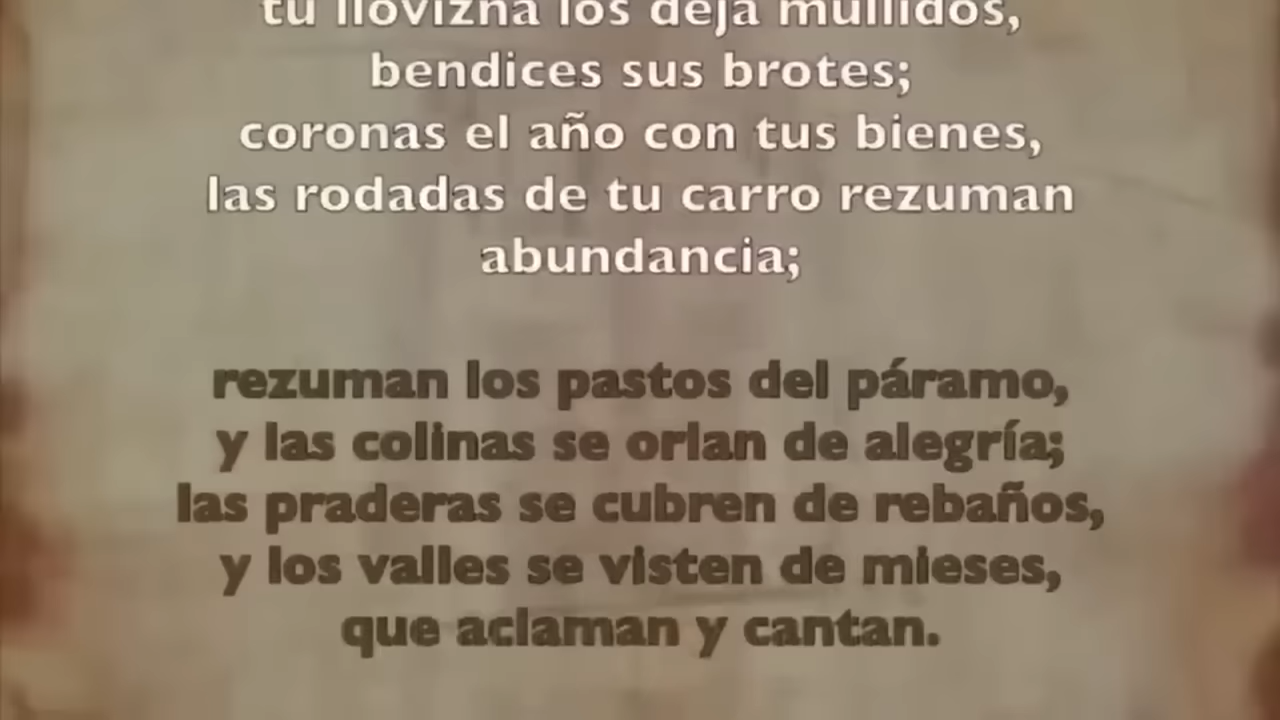 tu llovizna los deja mullidos,
bendices sus brotes;
coronas el año con tus bienes,
las rodadas de tu carro rezuman
abundancia;
rezuman los pastos del páramo,
y las colinas se orlan de alegría;
las praderas se cubren de rebaños,
y los valles se visten de mieses,
que aclaman y cantan.